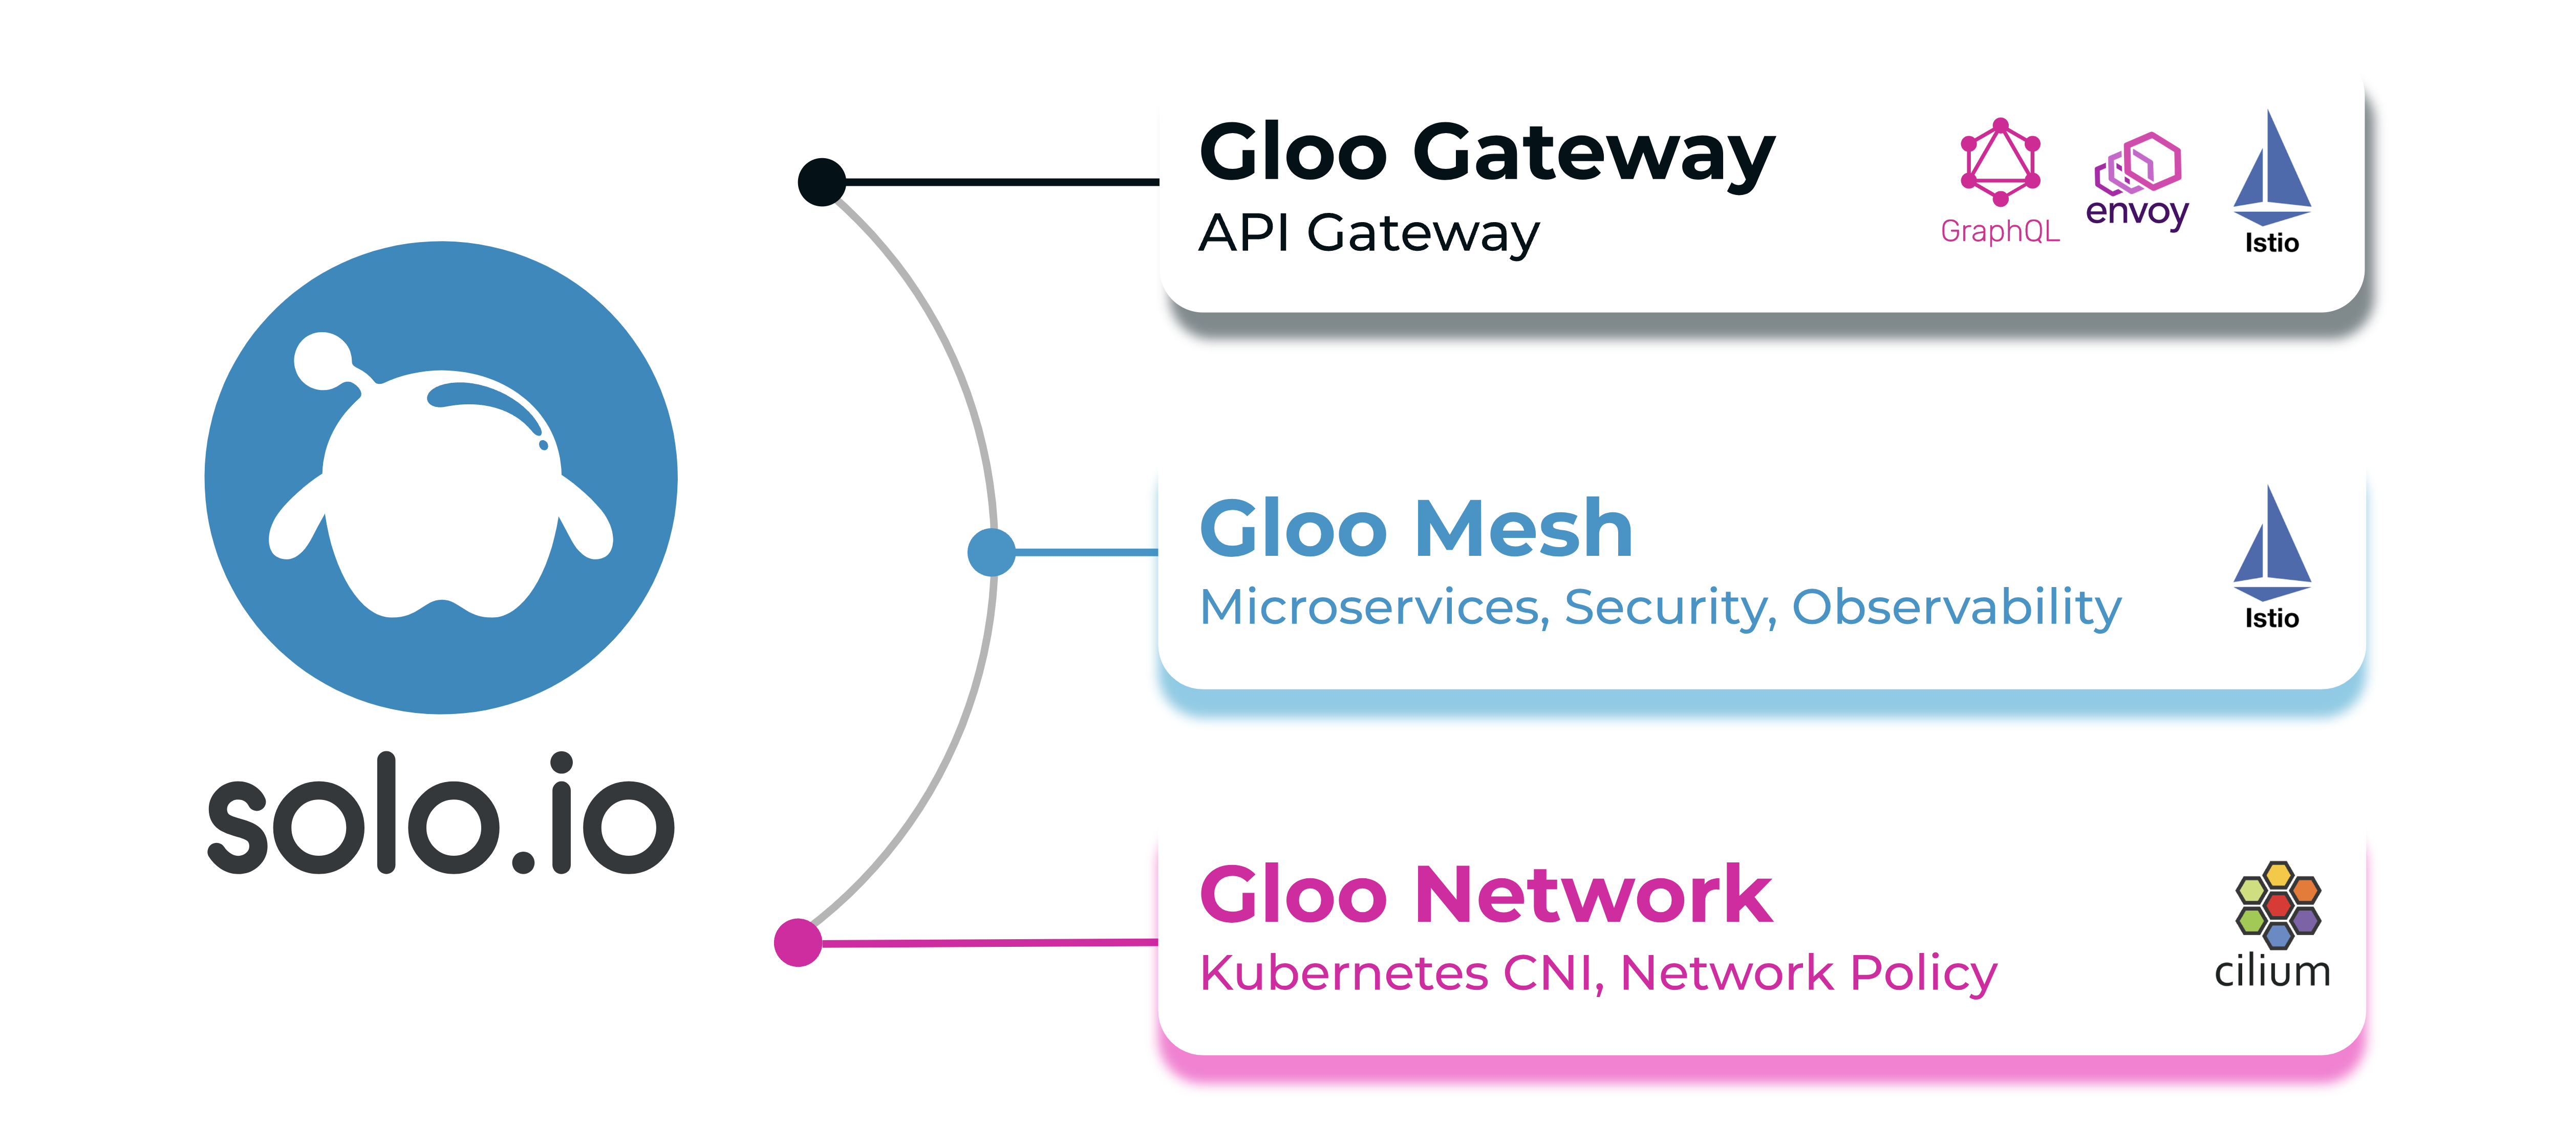 solo.io
Gloo Gateway
API Gateway
GraphQL
envoy
Istio
Gloo Mesh
Microservices, Security, Observability
Istio
Gloo Network
Kubernetes CNI, Network Policy
cilium